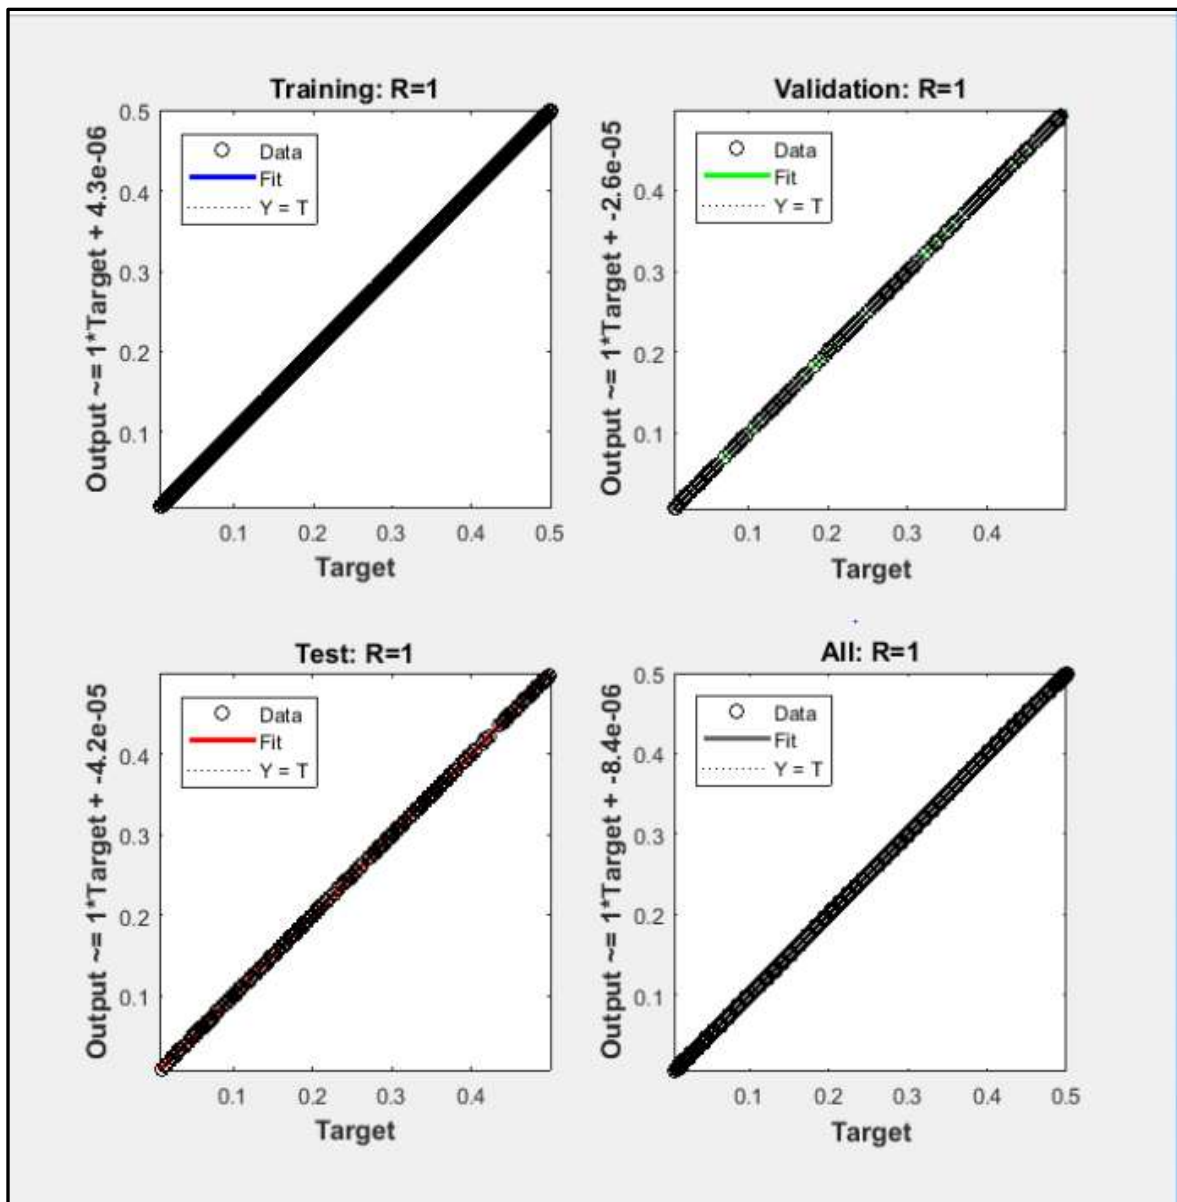 Training: R=1
Output ~= 1*Target + 4.3e-06
0.5
0.4
0.3
0.2
0.1
Data
Fit
Y = T
0.1 0.2 0.3 0.4 0.5
Target
Validation: R=1
Output ~= 1*Target + -2.6e-05
0.4
0.3
0.2
0.1
Data
Fit
Y = T
0.1 0.2 0.3 0.4
Target
Test: R=1
Output ~= 1*Target + -4.2e-05
0.4
0.3
0.2
0.1
Data
Fit
Y = T
0.1 0.2 0.3 0.4
Target
All: R=1
Output ~= 1*Target + -8.4e-06
0.5
0.4
0.3
0.2
0.1
Data
Fit
Y = T
0.1 0.2 0.3 0.4 0.5
Target